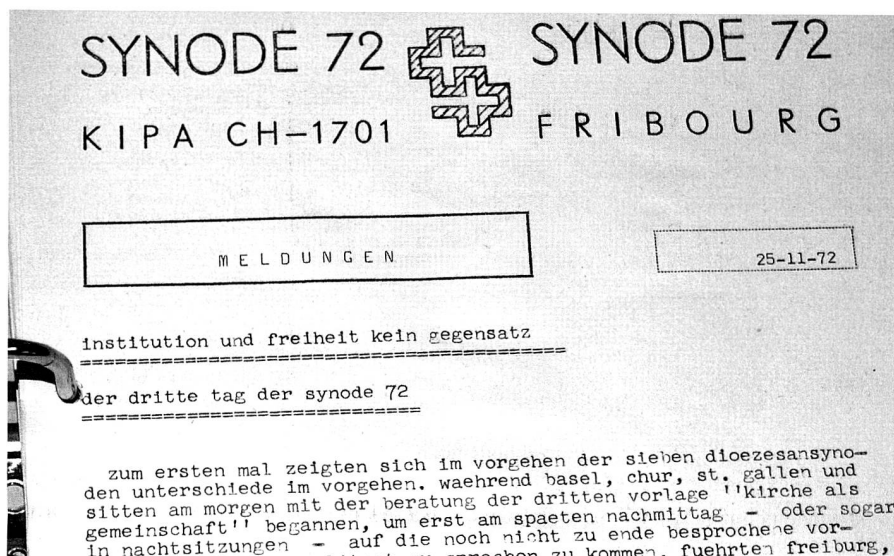 SYNODE 72 SYNODE 72
KIPA CH-1701 FRIBOURG
MELDUNGEN
25-11-72
institution und freiheit kein gegensatz
=========================================
der dritte tag der synode 72
=============================
zum ersten mal zeigten sich im vorgehen der sieben dioezesansyno-
den unterschiede im vorgehen. waehrend basel, chur, st. gallen und
sitten am morgen mit der beratung der dritten vorlage ''kirche als
gemeinschaft'' begannen, um erst am spaeten nachmittag - oder sogar
in nachtsitzungen - auf die noch nicht zu ende besprochene vor-
zu kommen, fuehrten freiburg,